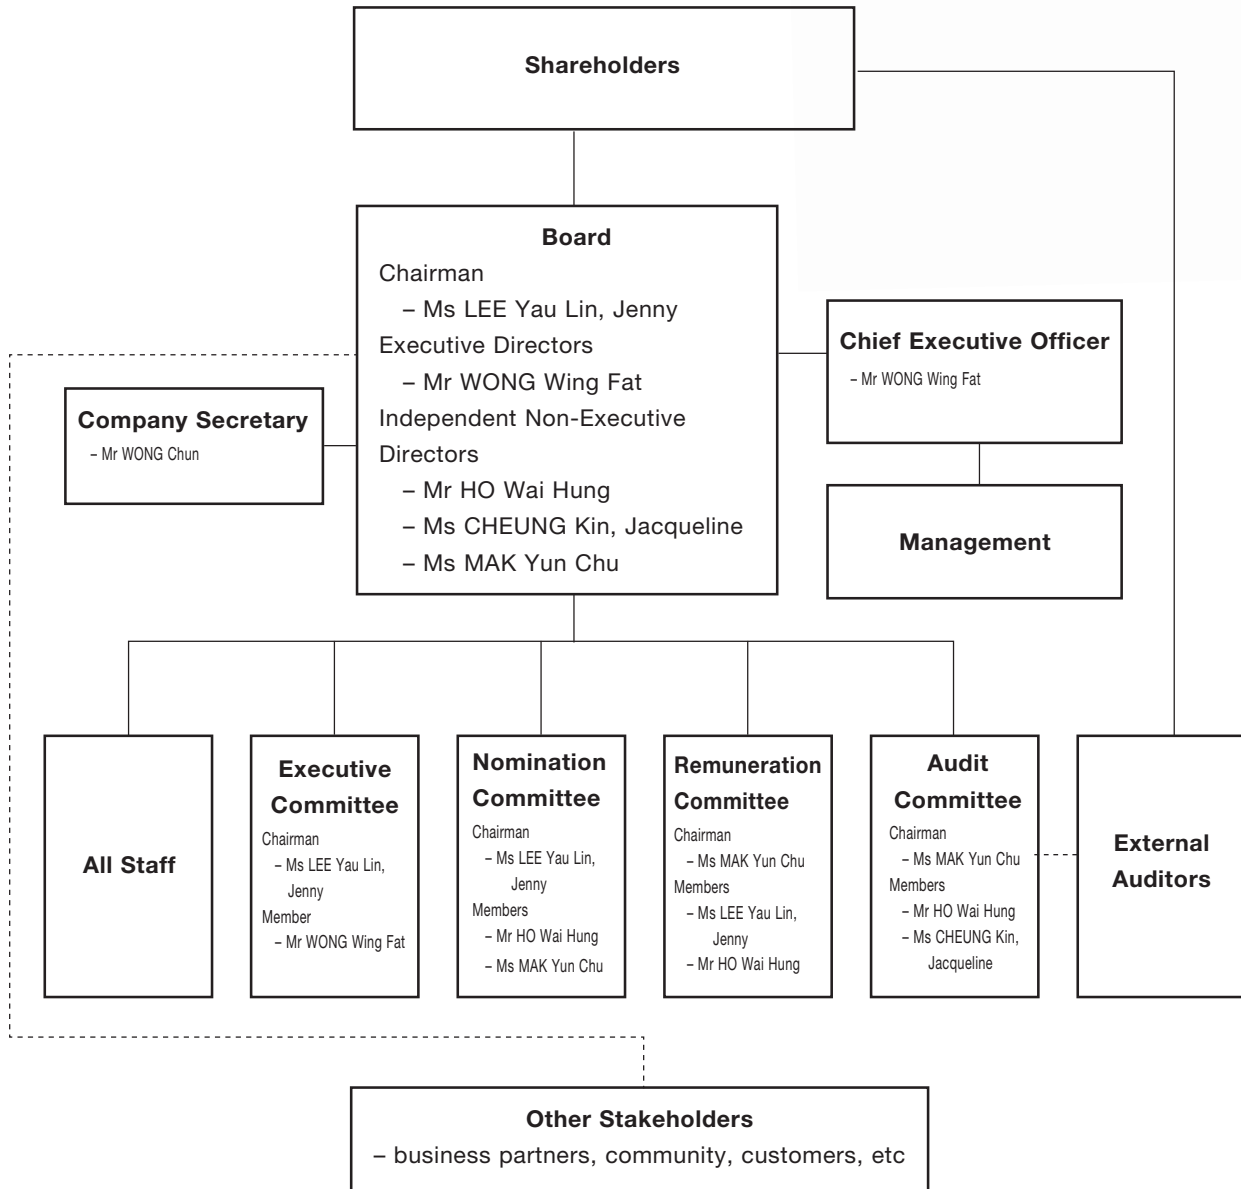 Shareholders
Board
Chairman
– Ms LEE Yau Lin, Jenny
Executive Directors
– Mr WONG Wing Fat
Independent Non-Executive
Directors
– Mr HO Wai Hung
– Ms CHEUNG Kin, Jacqueline
– Ms MAK Yun Chu
Chief Executive Officer
– Mr WONG Wing Fat
Company Secretary
– Mr WONG Chun
Management
All Staff
Executive
Committee
Chairman
– Ms LEE Yau Lin,
Jenny
Member
– Mr WONG Wing Fat
Nomination
Committee
Chairman
– Ms LEE Yau Lin,
Jenny
Members
– Mr HO Wai Hung
– Ms MAK Yun Chu
Remuneration
Committee
Chairman
– Ms MAK Yun Chu
Members
– Ms LEE Yau Lin,
Jenny
– Mr HO Wai Hung
Audit
Committee
Chairman
– Ms MAK Yun Chu
Members
– Mr HO Wai Hung
– Ms CHEUNG Kin,
Jacqueline
External
Auditors
Other Stakeholders
– business partners, community, customers, etc